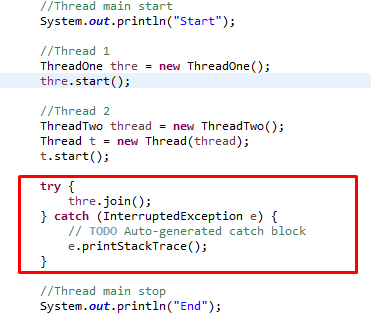 //Thread main start
System.out.println("Start");
//Thread 1
ThreadOne thre = new ThreadOne();
thre.start();
//Thread 2
ThreadTwo thread = new ThreadTwo();
Thread t = new Thread(thread);
t.start();
try {
thre.join();
} catch (InterruptedException e) {
// TODO Auto-generated catch block
e.printStackTrace();
}
//Thread main stop
System.out.println("End");